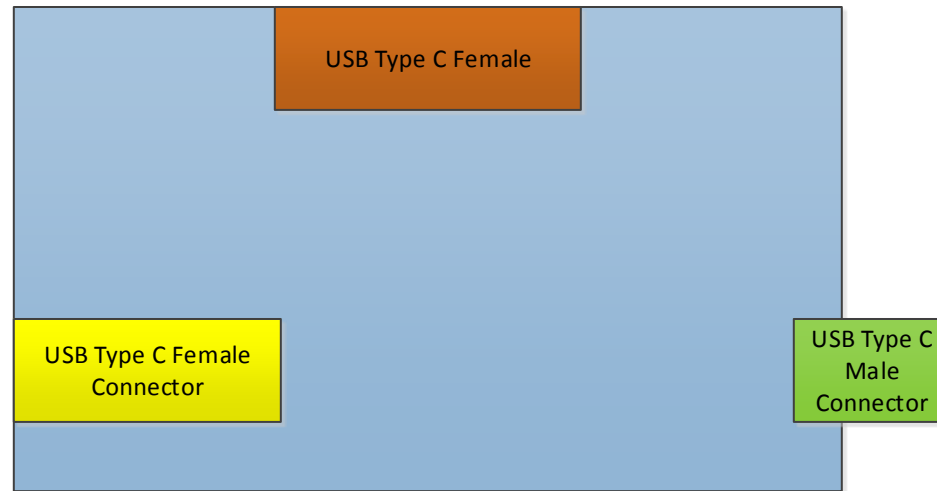 USB Type C Female
USB Type C Female
Connector
USB Type C
Male
Connector